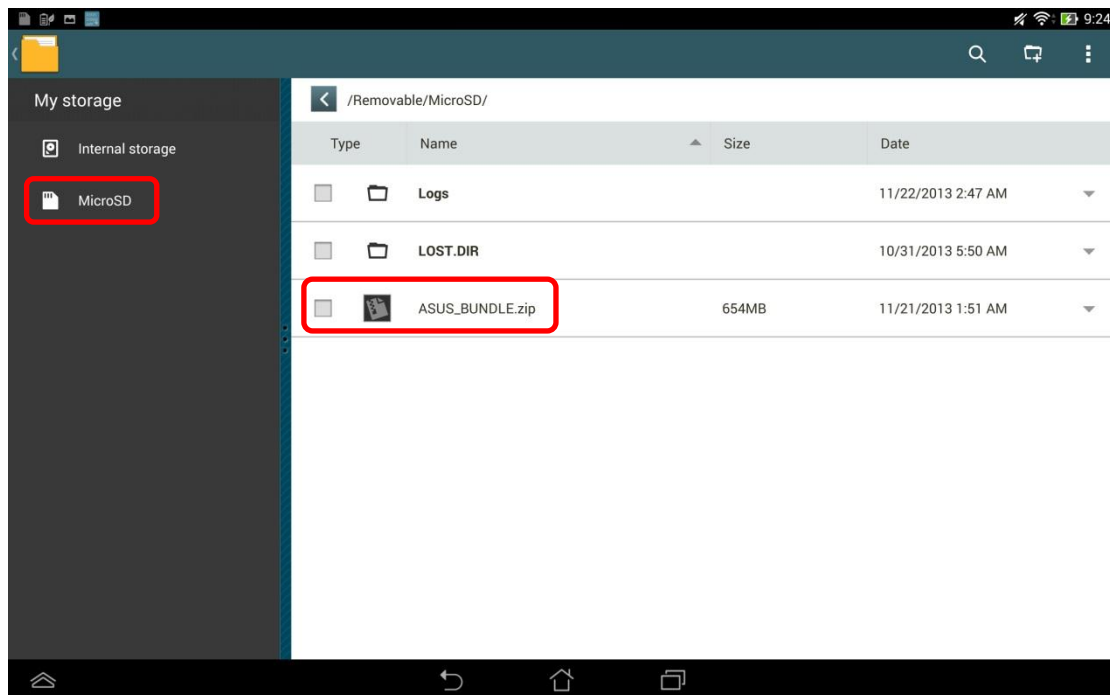 9:24
My storage
/Removable/MicroSD/
Type Name Size Date
Internal storage
Logs 11/22/2013 2:47 AM
MicroSD
LOST.DIR 10/31/2013 5:50 AM
ASUS_BUNDLE.zip 654MB 11/21/2013 1:51 AM